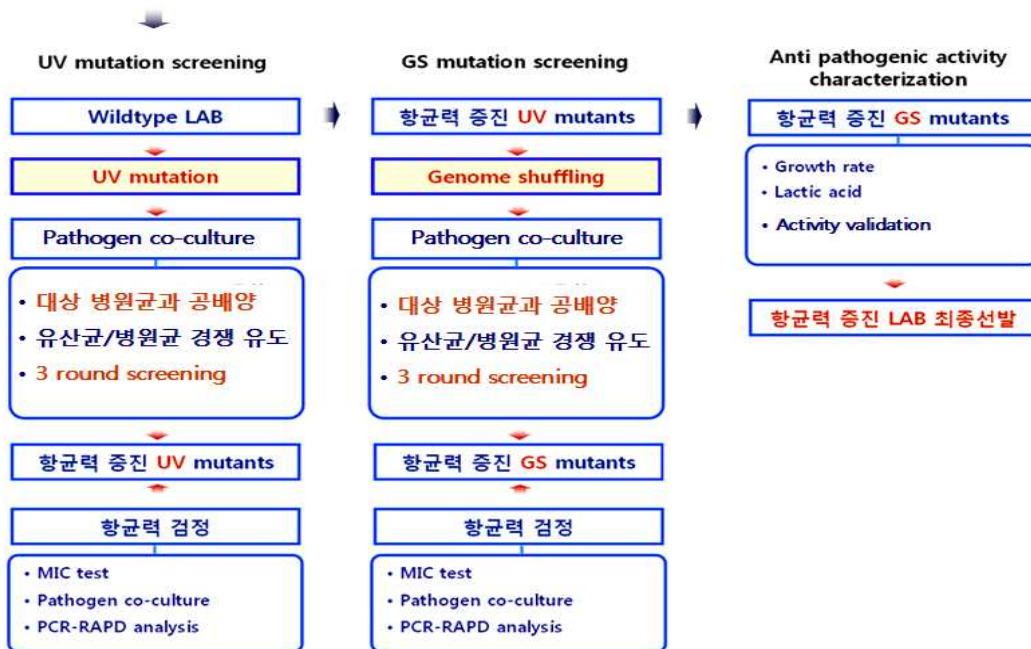 UV mutation screening
Wildtype LAB
UV mutation
Pathogen co-culture
• 대상 병원균과 공배양
• 유산균/병원균 경쟁 유도
• 3 round screening
항균력 증진 UV mutants
항균력 검정
• MIC test
• Pathogen co-culture
• PCR-RAPD analysis
GS mutation screening
항균력 증진 UV mutants
Genome shuffling
Pathogen co-culture
• 대상 병원균과 공배양
• 유산균/병원균 경쟁 유도
• 3 round screening
항균력 증진 GS mutants
항균력 검정
• MIC test
• Pathogen co-culture
• PCR-RAPD analysis
Anti pathogenic activity
characterization
항균력 증진 GS mutants
• Growth rate
• Lactic acid
• Activity validation
항균력 증진 LAB 최종선발